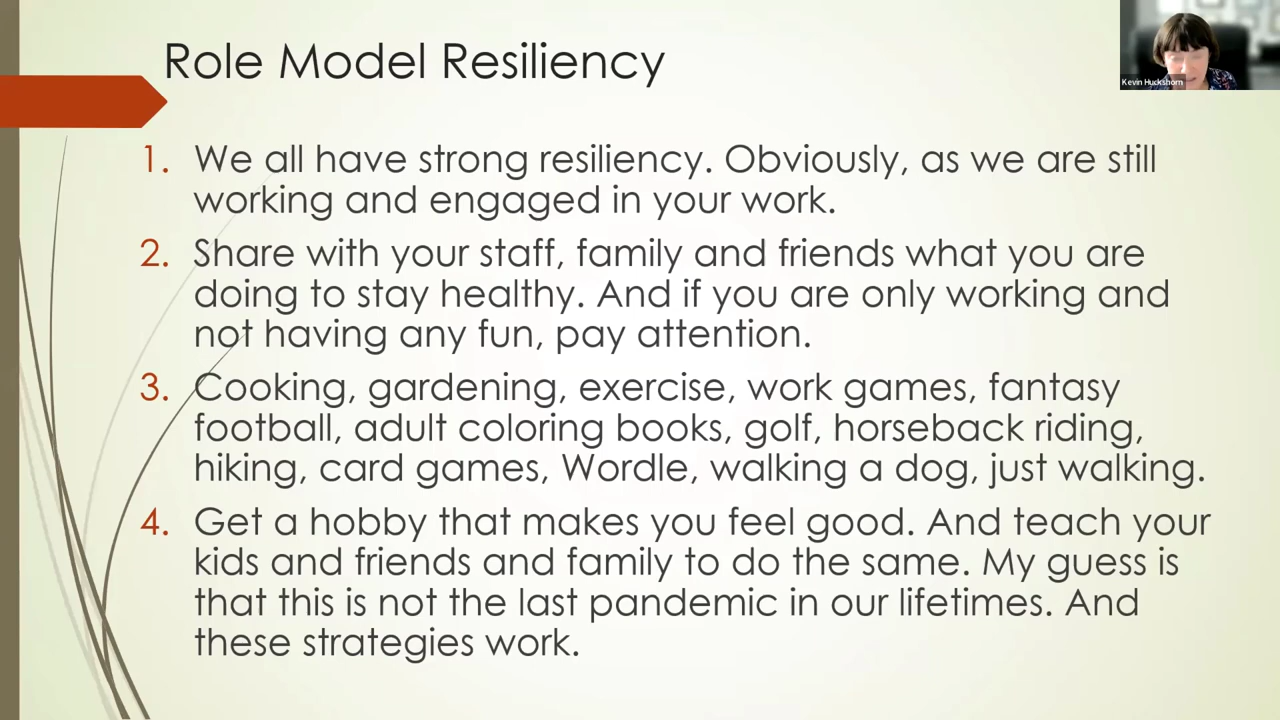 Role Model Resiliency
Kevin Huckshorn
1. We all have strong resiliency. Obviously, as we are still
working and engaged in your work.
2. Share with your staff, family and friends what you are
doing to stay healthy. And if you are only working and
not having any fun, pay attention.
3. Cooking, gardening, exercise, work games, fantasy
football, adult coloring books, golf, horseback riding,
hiking, card games, Wordle, walking a dog, just walking.
4. Get a hobby that makes you feel good. And teach your
kids and friends and family to do the same. My guess is
that this is not the last pandemic in our lifetimes. And
these strategies work.